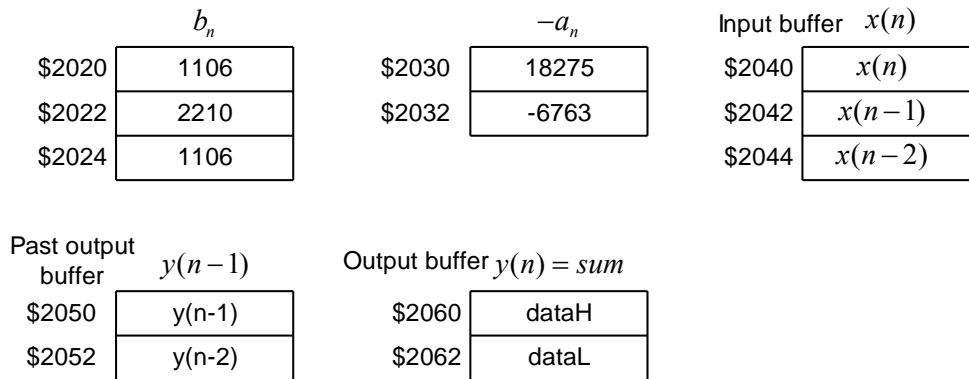 b_n
-a_n
Input buffer x(n)
$2020 1106
$2030 18275
$2040 x(n)
$2022 2210
$2032 -6763
$2042 x(n-1)
$2024 1106
$2044 x(n-2)
Past output
buffer y(n-1)
Output buffer y(n) = sum
$2050 y(n-1)
$2060 dataH
$2052 y(n-2)
$2062 dataL